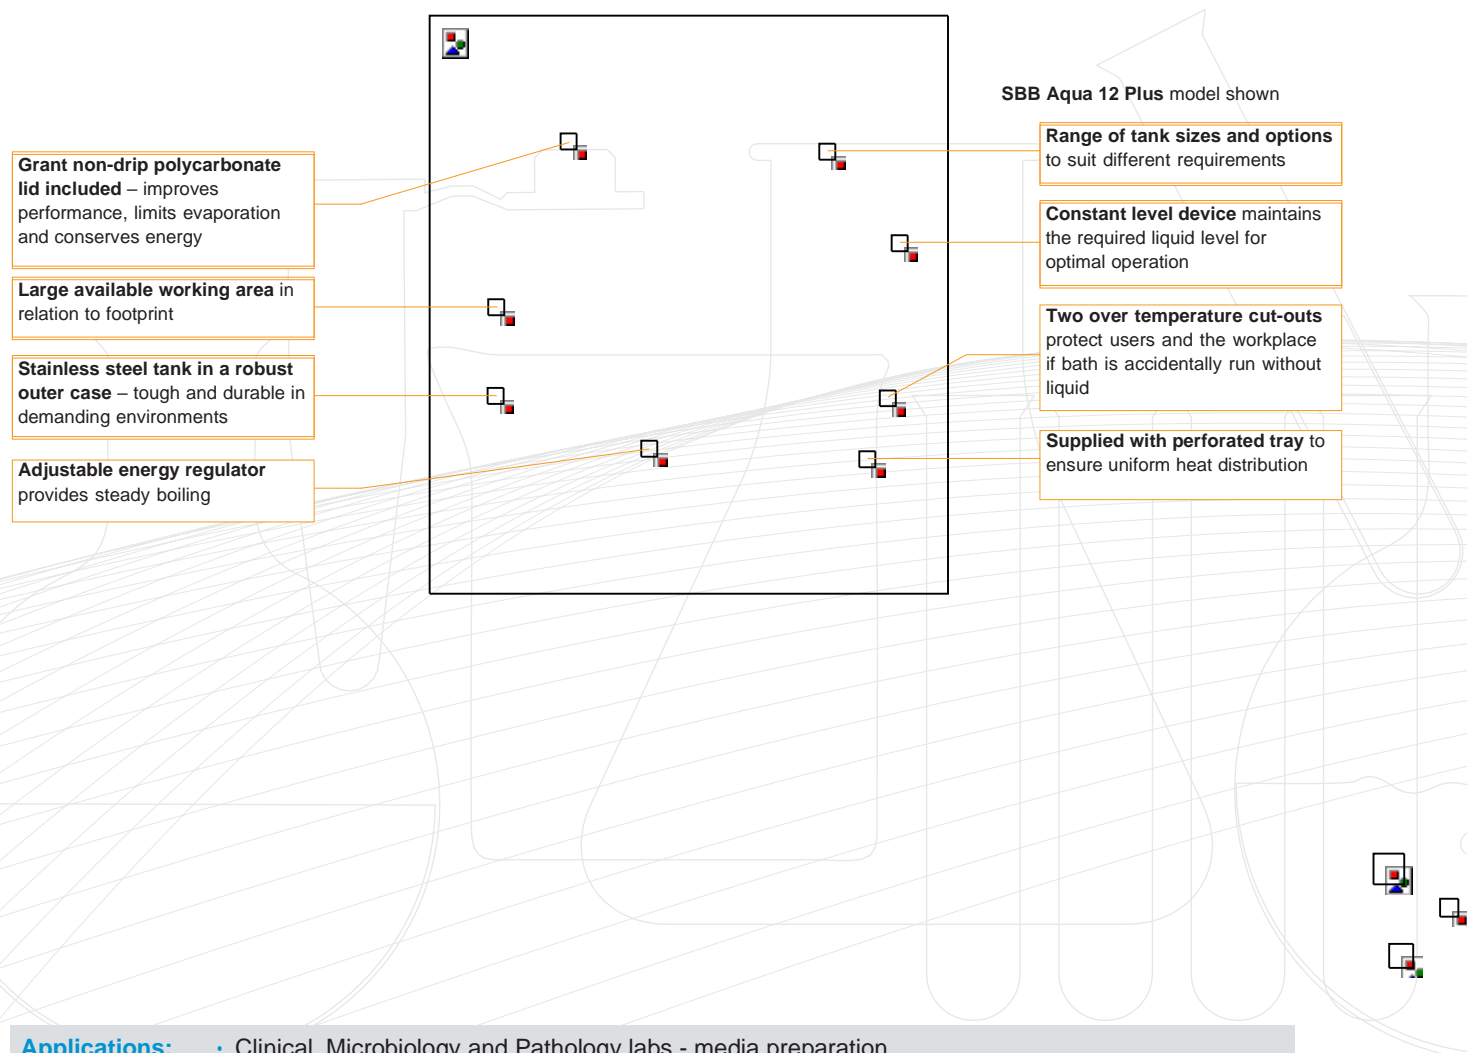 SBB Aqua 12 Plus model shown
Grant non-drip polycarbonate
lid included – improves
performance, limits evaporation
and conserves energy
Large available working area in
relation to footprint
Stainless steel tank in a robust
outer case – tough and durable in
demanding environments
Adjustable energy regulator
provides steady boiling
Range of tank sizes and options
to suit different requirements
Constant level device maintains
the required liquid level for
optimal operation
Two over temperature cut-outs
protect users and the workplace
if bath is accidentally run without
liquid
Supplied with perforated tray to
ensure uniform heat distribution
Applications: • Clinical, Microbiology and Pathology labs - media preparation